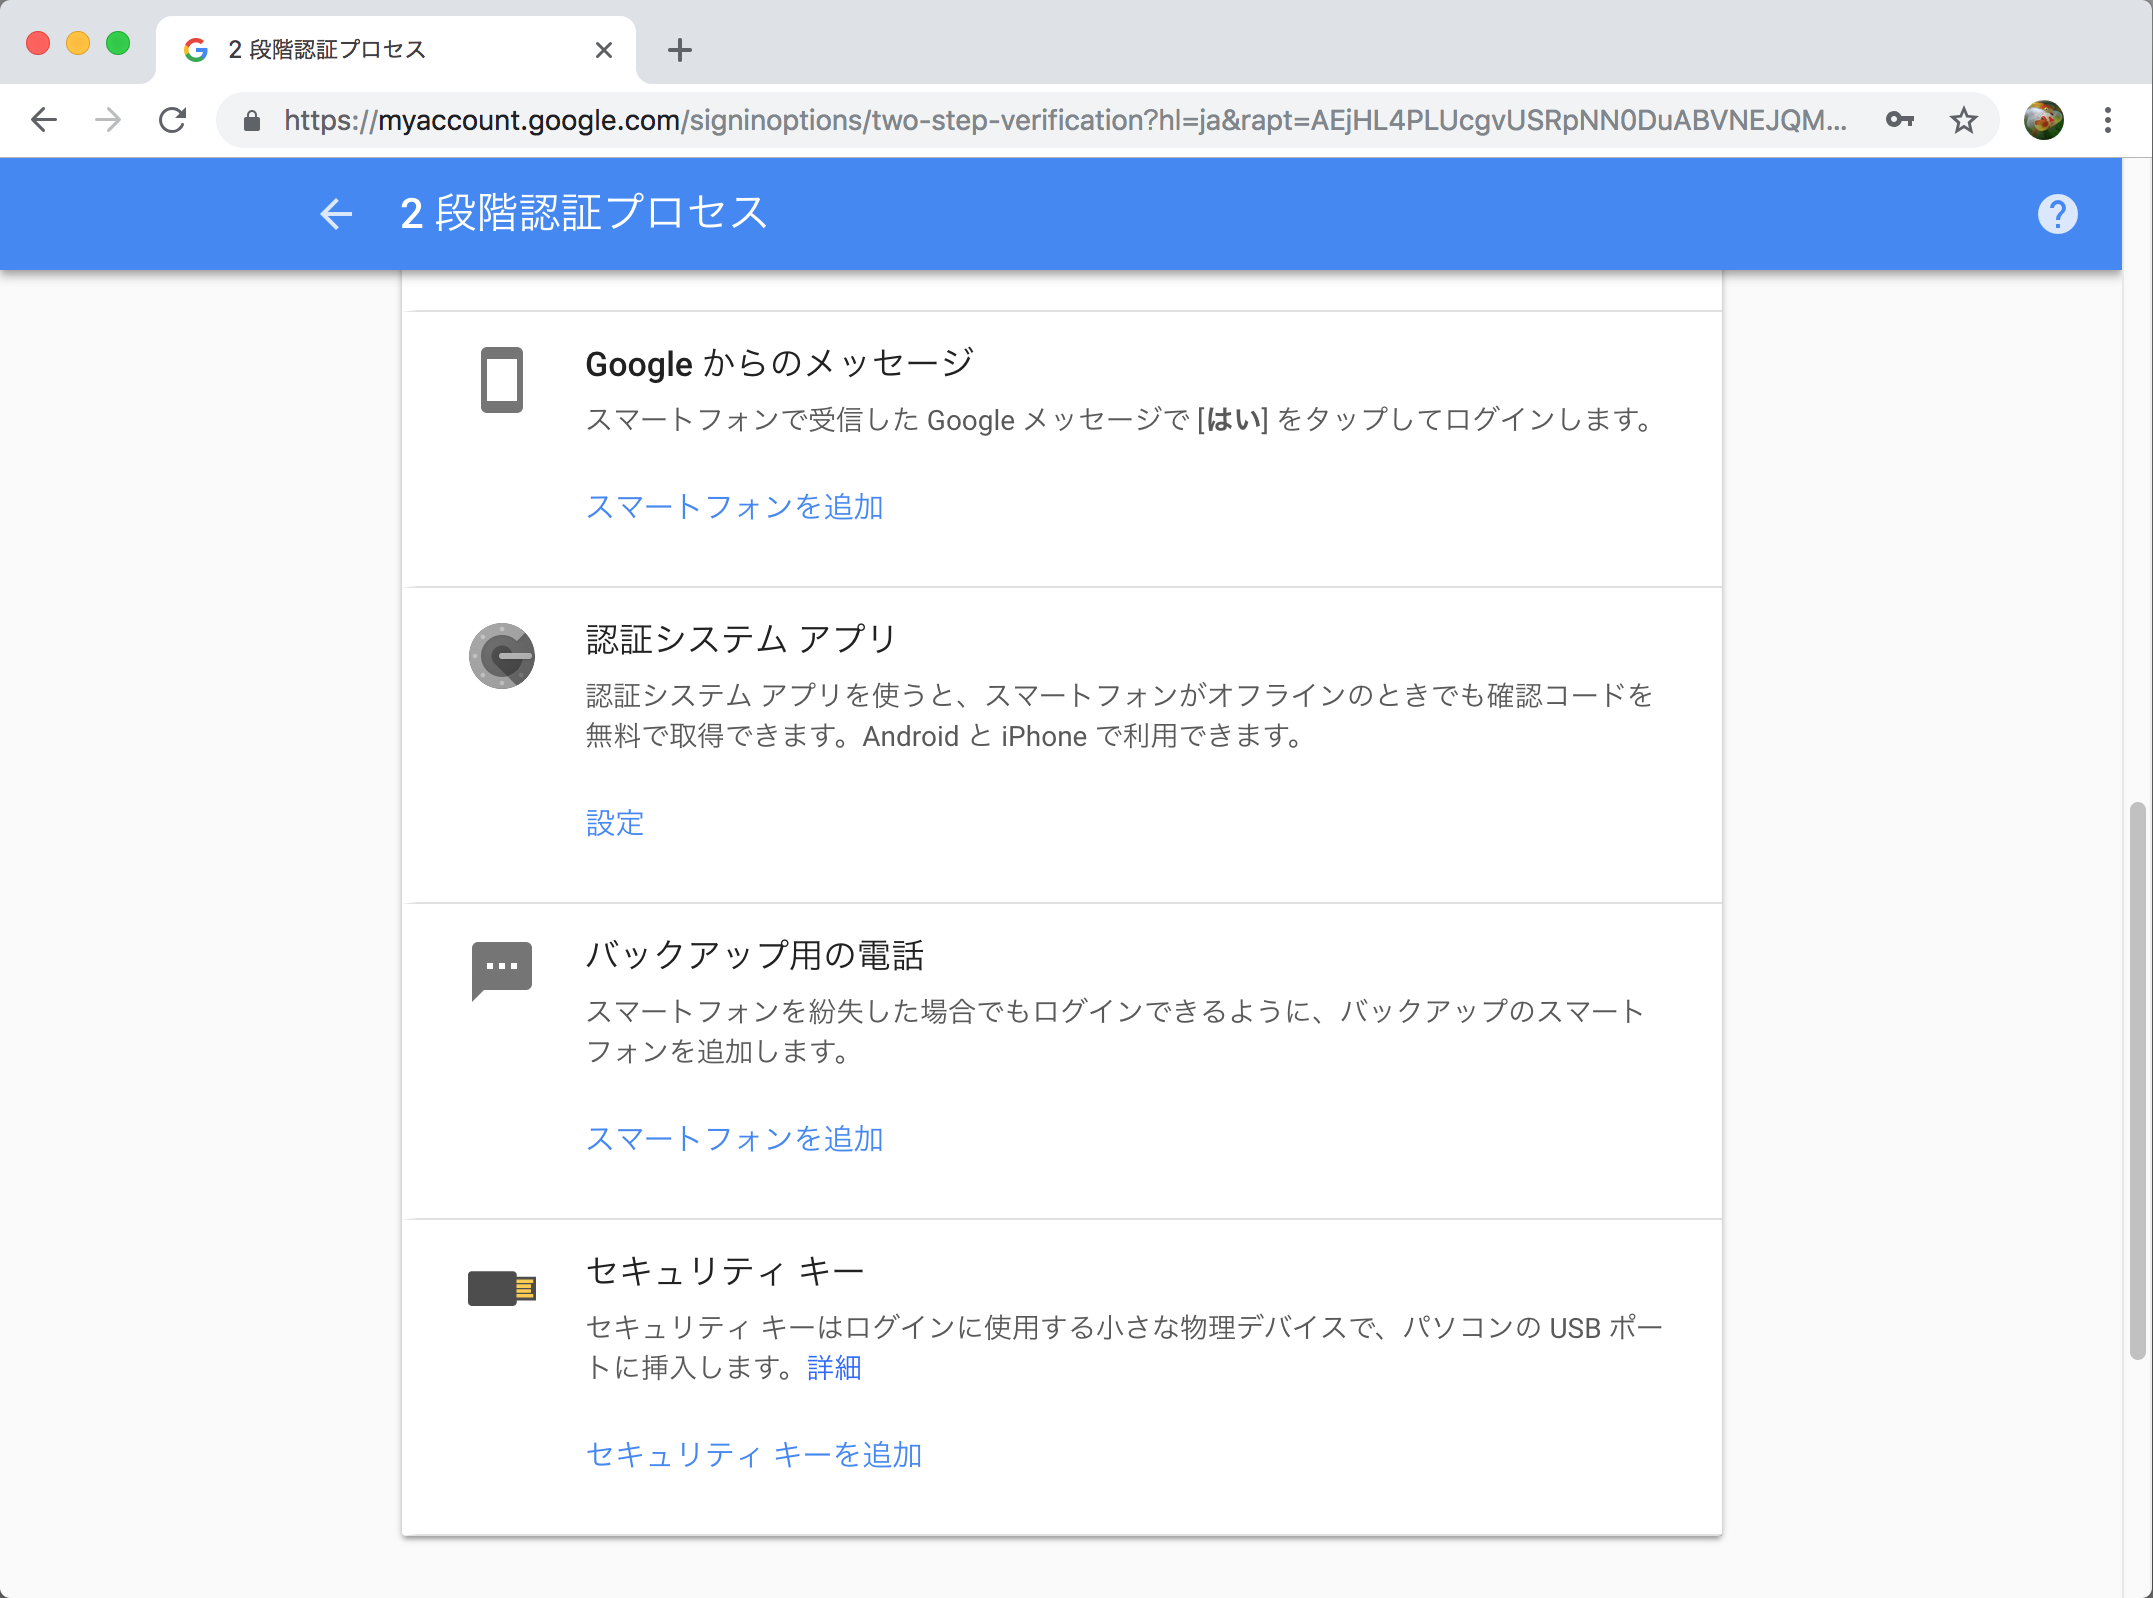 2 段階認証プロセス
https://myaccount.google.com/signinoptions/two-step-verification?hl=ja&rapt=AEjHL4PLUcgvUSRpNN0DuABVNEJQM...
2 段階認証プロセス
Google からのメッセージ
スマートフォンで受信した Google メッセージで [はい] をタップしてログインします。
スマートフォンを追加
認証システム アプリ
認証システム アプリを使うと、スマートフォンがオフラインのときでも確認コードを
無料で取得できます。Android と iPhone で利用できます。
設定
バックアップ用の電話
スマートフォンを紛失した場合でもログインできるように、バックアップのスマート
フォンを追加します。
スマートフォンを追加
セキュリティ キー
セキュリティ キーはログインに使用する小さな物理デバイスで、パソコンの USB ポー
トに挿入します。詳細
セキュリティ キーを追加